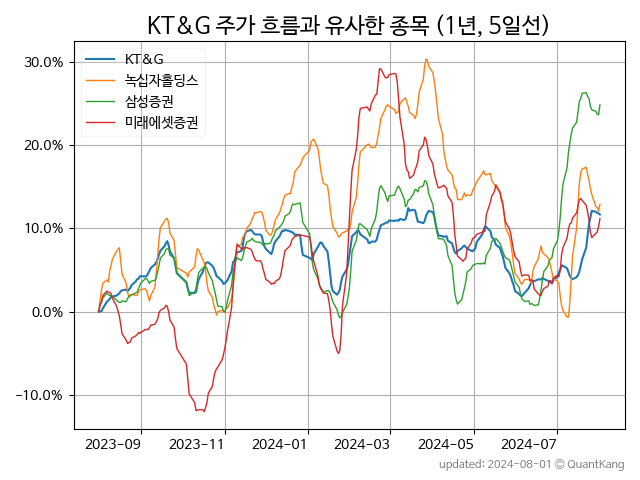 KT&G 주가 흐름과 유사한 종목 (1년, 5일선)
KT&G
녹십자홀딩스
삼성증권
미래에셋증권
30.0%
20.0%
10.0%
0.0%
−10.0%
2023-09
2023-11
2024-01
2024-03
2024-05
2024-07
updated: 2024-08-01 © QuantKang